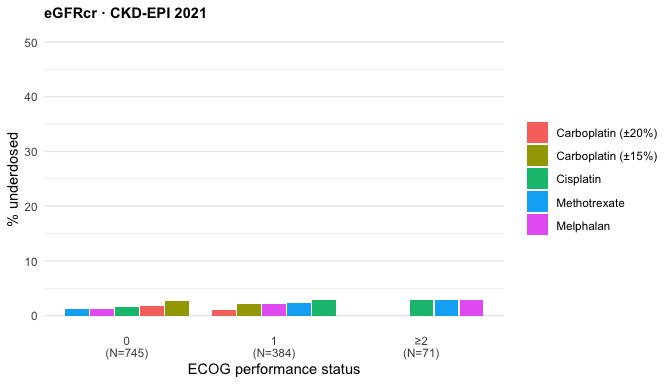 eGFRcr · CKD-EPI 2021
50
40
30
20
10
0
% underdosed
0
(N=745)
1
(N=384)
≥2
(N=71)
ECOG performance status
Carboplatin (±20%)
Carboplatin (±15%)
Cisplatin
Methotrexate
Melphalan